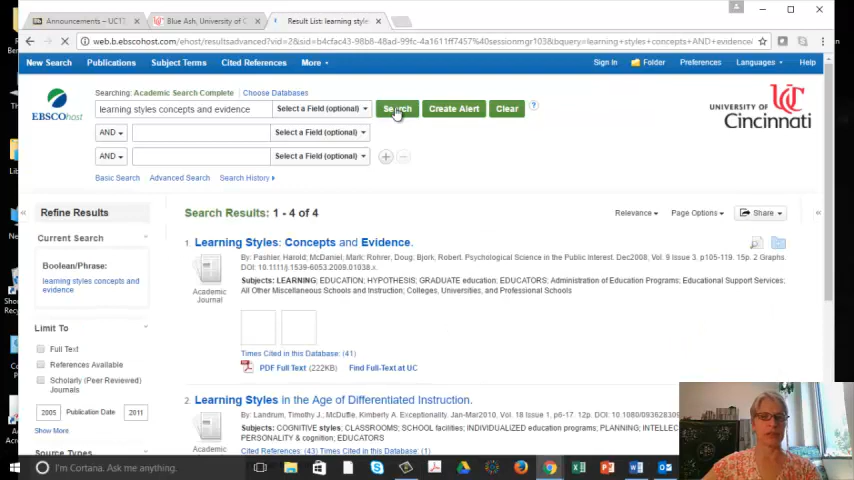 Announcements – UC1T
Blue Ash, University of C
Result List: learning style
web.b.ebscohost.com/ehost/resultsadvanced?vid=2&sid=b4cfac43-98b8-48ad-99fc-4a1611ff7457%40sessionmgr103&bquery=learning+styles+concepts+AND+evidence
New Search Publications Subject Terms Cited References More Sign In Folder Preferences Languages Help
Searching: Academic Search Complete Choose Databases
learning styles concepts and evidence Select a Field (optional) Search Create Alert Clear ?
EBSCOhost
AND Select a Field (optional)
AND Select a Field (optional)
UNIVERSITY OF
Cincinnati
Basic Search Advanced Search Search History
Refine Results
Search Results: 1 - 4 of 4
Relevance Page Options Share
Current Search
Boolean/Phrase:
learning styles concepts and
evidence
Limit To
Full Text
References Available
Scholarly (Peer Reviewed)
Journals
2005 Publication Date 2011
Show More
Source Types
1. Learning Styles: Concepts and Evidence.
By: Pashler, Harold; McDaniel, Mark; Rohrer, Doug; Bjork, Robert. Psychological Science in the Public Interest. Dec2008, Vol. 9 Issue 3, p105-119. 15p. 2 Graphs.
DOI: 10.1111/j.1539-6053.2009.01038.x.
Subjects: LEARNING; EDUCATION; HYPOTHESIS; GRADUATE education; EDUCATORS; Administration of Education Programs; Educational Support Services;
All Other Miscellaneous Schools and Instruction; Colleges, Universities, and Professional Schools
Academic
Journal
Times Cited in this Database: (41)
PDF Full Text (222KB) Find Full-Text at UC
2. Learning Styles in the Age of Differentiated Instruction.
By: Landrum, Timothy J.; McDuffie, Kimberly A. Exceptionality. Jan-Mar2010, Vol. 18 Issue 1, p6-17. 12p. DOI: 10.1080/093628309
Subjects: COGNITIVE styles; CLASSROOMS; SCHOOL facilities; INDIVIDUALIZED education programs; PLANNING; INTELLEC
PERSONALITY & cognition; EDUCATORS
Academic
Cited References: (43) Times Cited in this Database: (1)
I'm Cortana. Ask me anything.